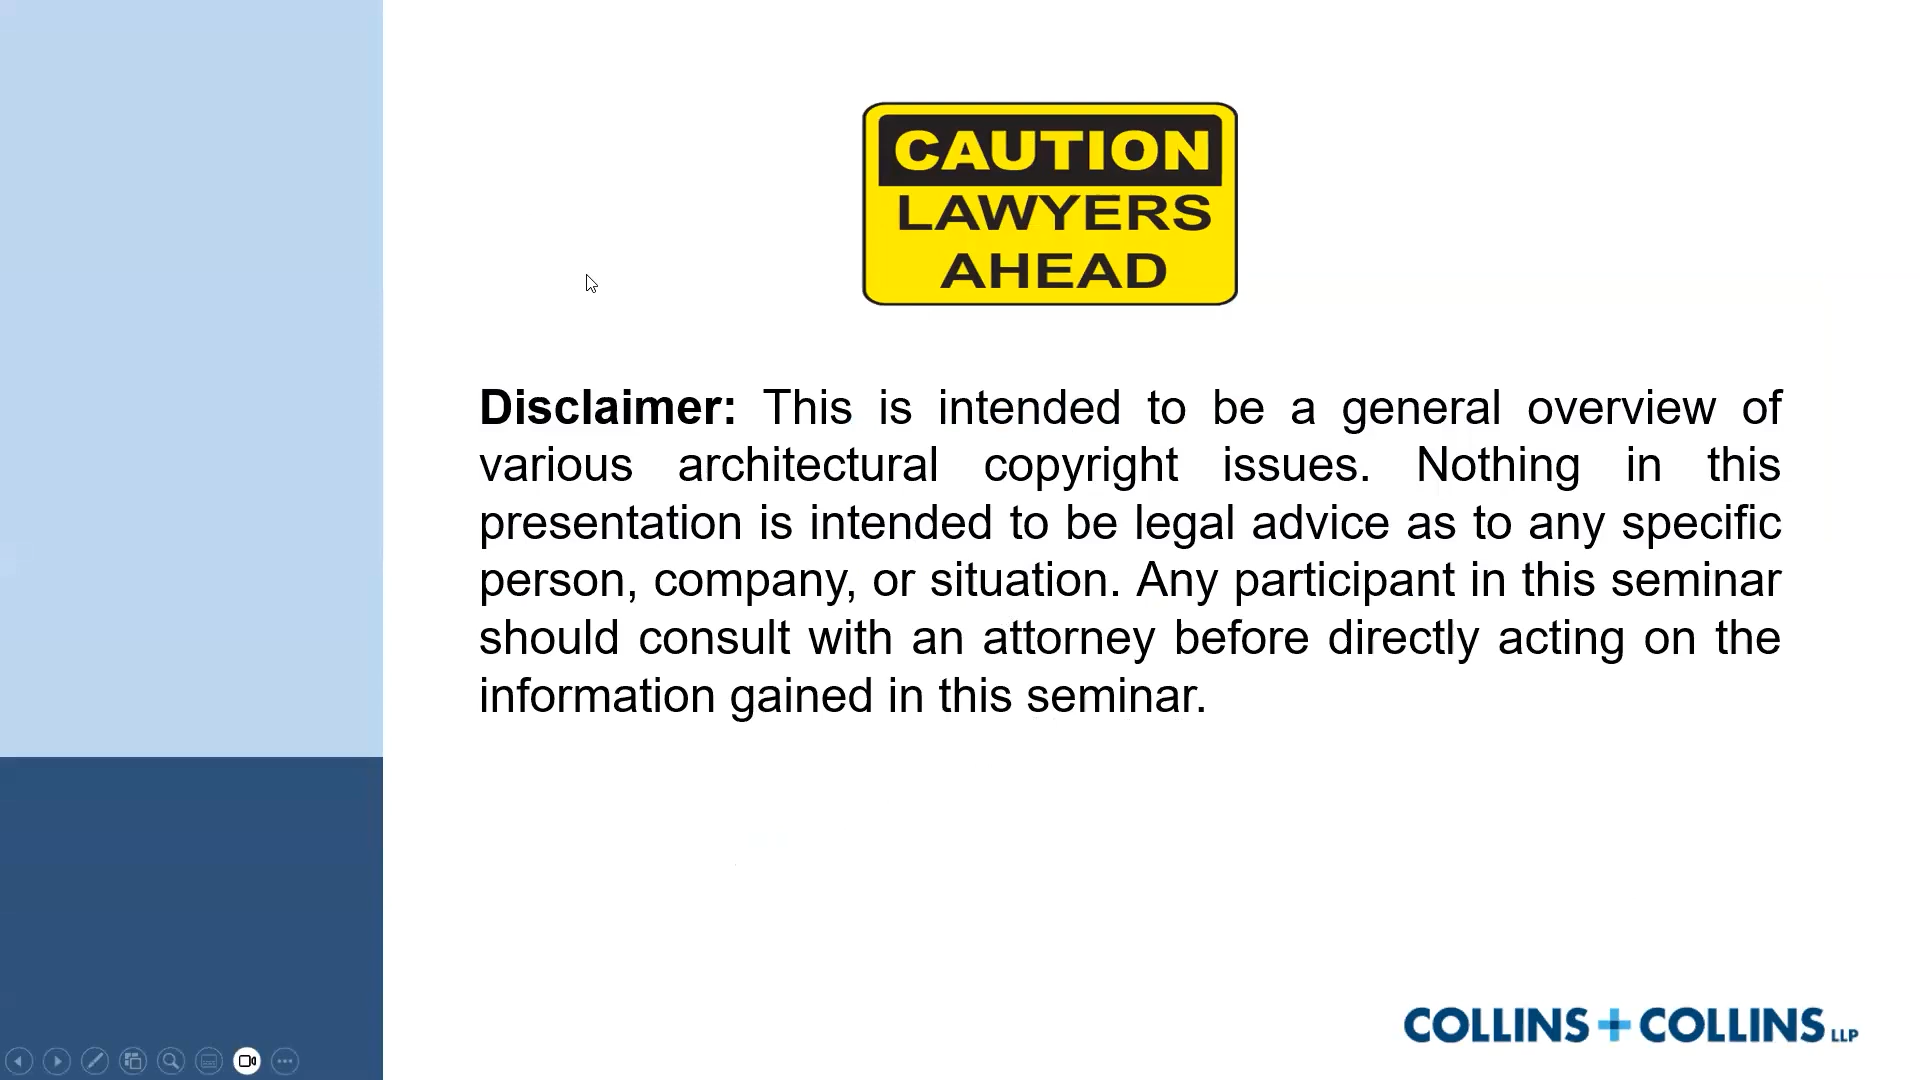 CAUTION
LAWYERS
AHEAD
Disclaimer: This is intended to be a general overview of
various architectural copyright issues. Nothing in this
presentation is intended to be legal advice as to any specific
person, company, or situation. Any participant in this seminar
should consult with an attorney before directly acting on the
information gained in this seminar.
COLLINS + COLLINS LLP